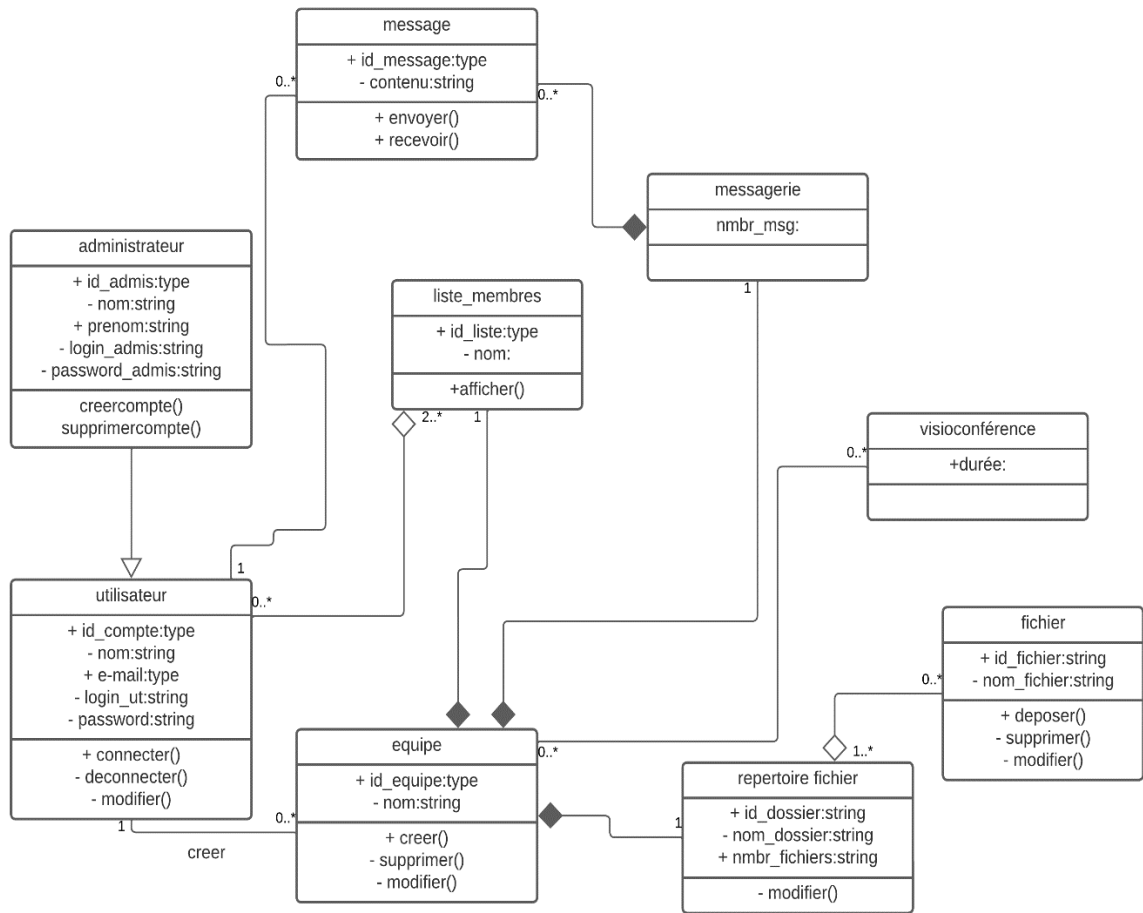 message
+ id_message:type
- contenu:string
+ envoyer()
+ recevoir()
0..*
0..*
messagerie
nmbr_msg:
1
administrateur
+ id_admis:type
- nom:string
+ prenom:string
- login_admis:string
- password_admis:string
creercompte()
supprimercompte()
liste_membres
+ id_liste:type
- nom:
+afficher()
2..*
1
visioconférence
+durée:
0..*
1
0..*
utilisateur
+ id_compte:type
- nom:string
+ e-mail:type
- login_ut:string
- password:string
+ connecter()
- deconnecter()
- modifier()
1
creer
0..*
equipe
+ id_equipe:type
- nom:string
+ creer()
- supprimer()
- modifier()
0..*
1
repertoire fichier
+ id_dossier:string
- nom_dossier:string
+ nmbr_fichiers:string
- modifier()
1..*
0..*
fichier
+ id_fichier:string
- nom_fichier:string
+ deposer()
- supprimer()
- modifier()